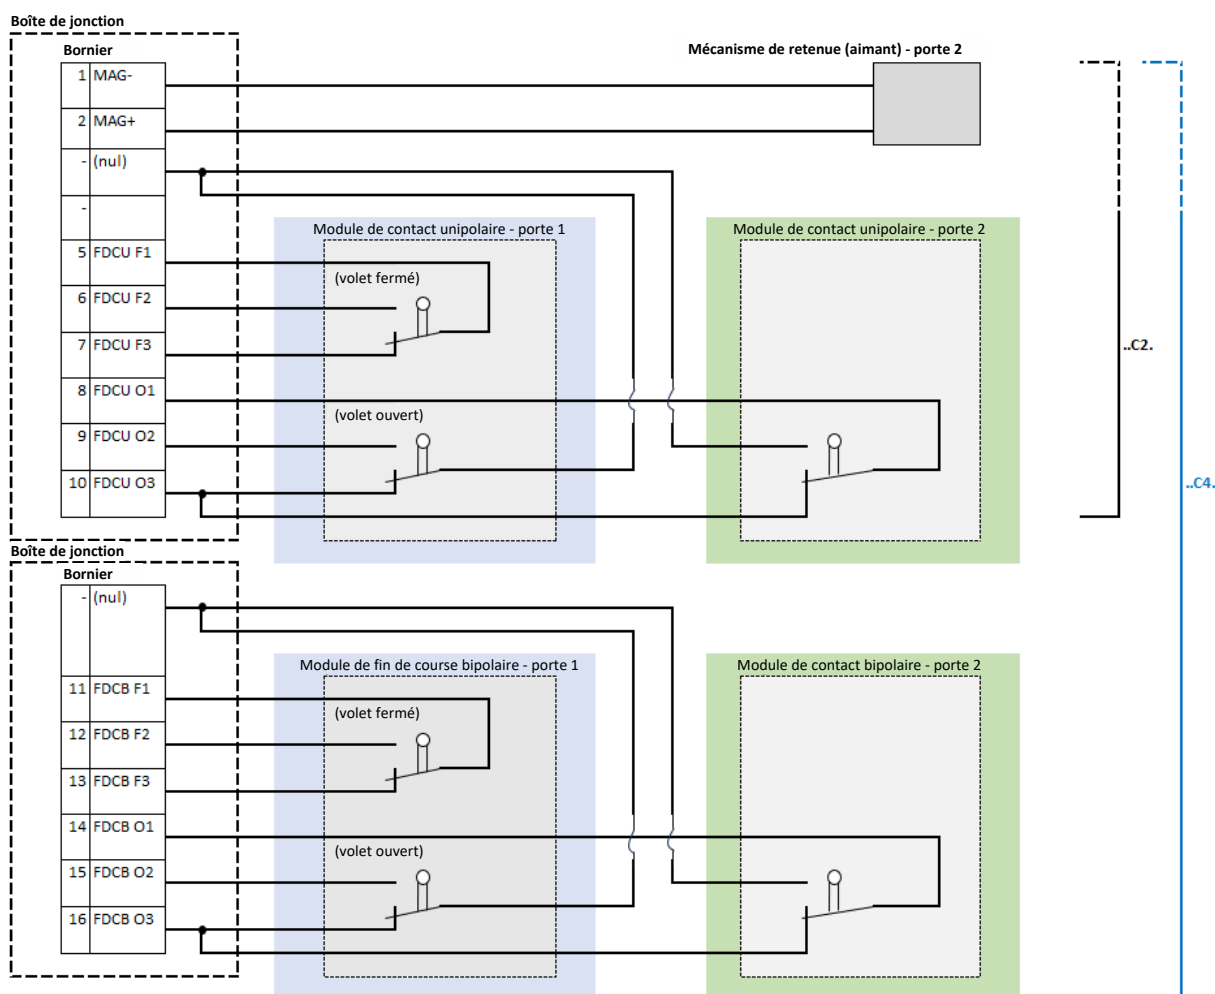 Boîte de jonction
Bornier
Mécanisme de retenue (aimant) - porte 2
1 MAG-
2 MAG+
- (nul)
-
Module de contact unipolaire - porte 1
Module de contact unipolaire - porte 2
5 FDCU F1
(volet fermé)
6 FDCU F2
7 FDCU F3
..C2.
8 FDCU O1
(volet ouvert)
9 FDCU O2
10 FDCU O3
..C4.
Boîte de jonction
Bornier
- (nul)
Module de fin de course bipolaire - porte 1
Module de contact bipolaire - porte 2
11 FDCB F1
(volet fermé)
12 FDCB F2
13 FDCB F3
14 FDCB O1
(volet ouvert)
15 FDCB O2
16 FDCB O3